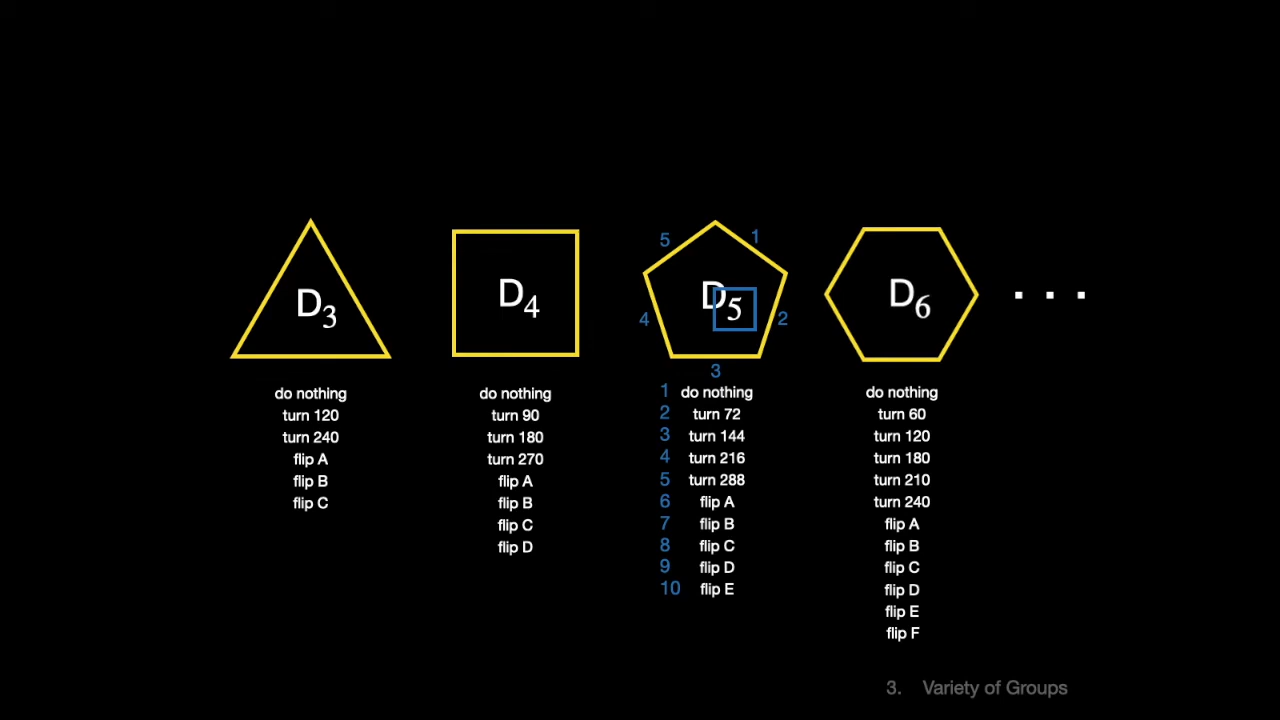 D3
do nothing
turn 120
turn 240
flip A
flip B
flip C
D4
do nothing
turn 90
turn 180
turn 270
flip A
flip B
flip C
flip D
5 1
D5
4 2
3
1 do nothing
2 turn 72
3 turn 144
4 turn 216
5 turn 288
6 flip A
7 flip B
8 flip C
9 flip D
10 flip E
D6
do nothing
turn 60
turn 120
turn 180
turn 210
turn 240
flip A
flip B
flip C
flip D
flip E
flip F
. . .
3. Variety of Groups